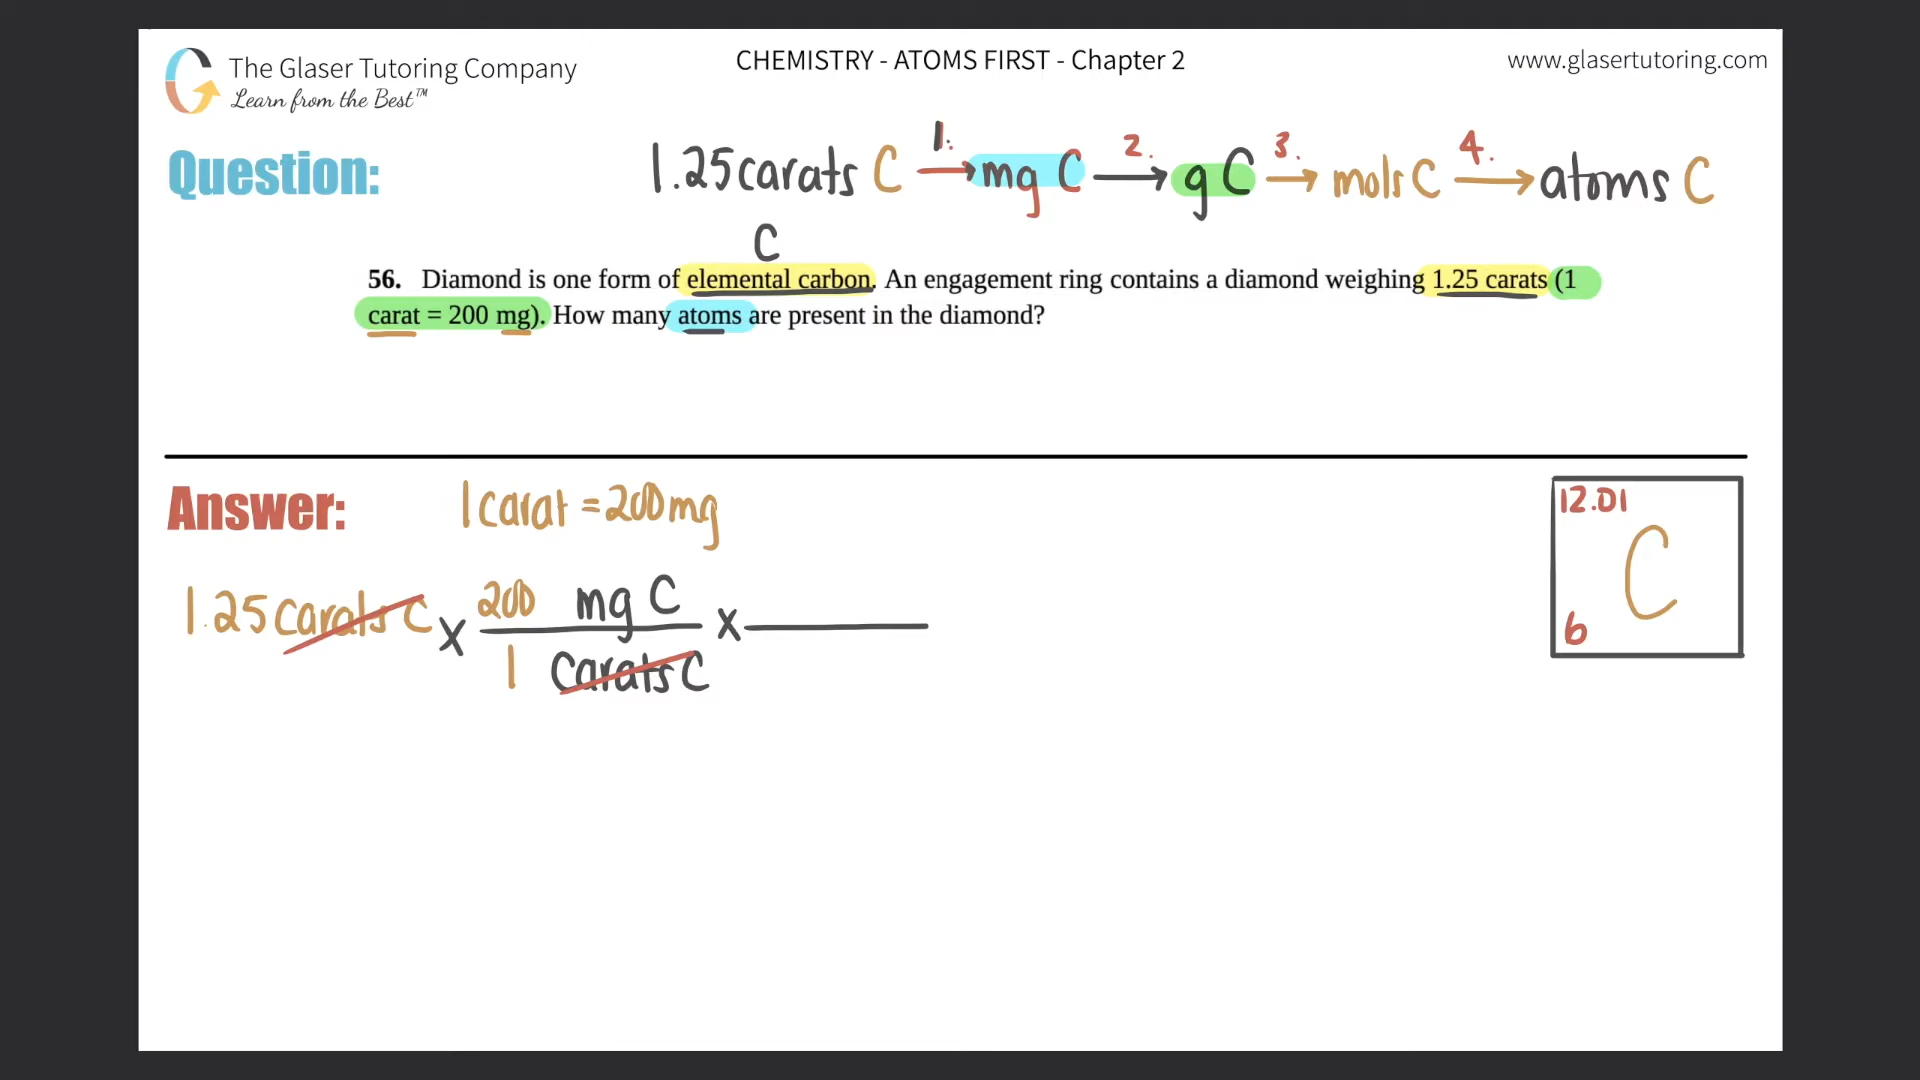 The Glaser Tutoring Company
Learn from the Best™
CHEMISTRY - ATOMS FIRST - Chapter 2
www.glasertutoring.com
Question:
1. 2. 3. 4.
1.25 carats C → mg C → g C → mols C → atoms C
C
56. Diamond is one form of elemental carbon. An engagement ring contains a diamond weighing 1.25 carats (1
carat = 200 mg). How many atoms are present in the diamond?
Answer:
1 carat = 200 mg
12.01
C
6
1.25 carats C x 200 mg C x
1 carats C